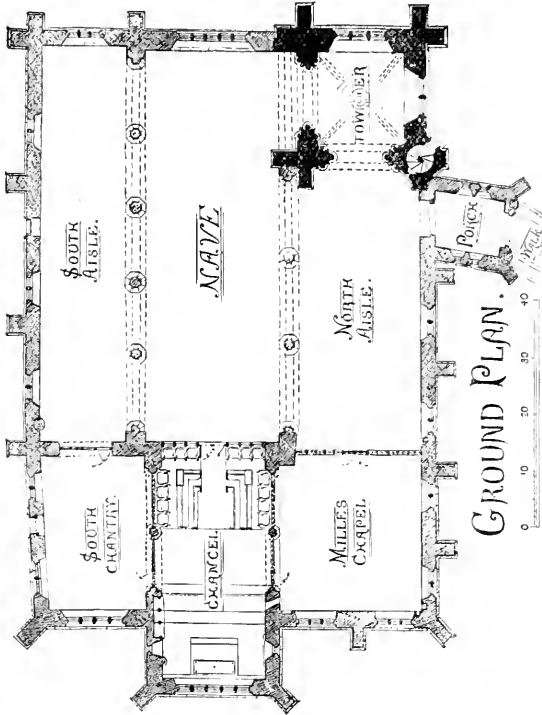 SOUTH
AISLE.
NAVE
TOWER
NORTH
AISLE.
PORCH
SOUTH
CHANTRY.
CHANCEL
MILLES
CHAPEL
GROUND PLAN.
0 10 20 30 40